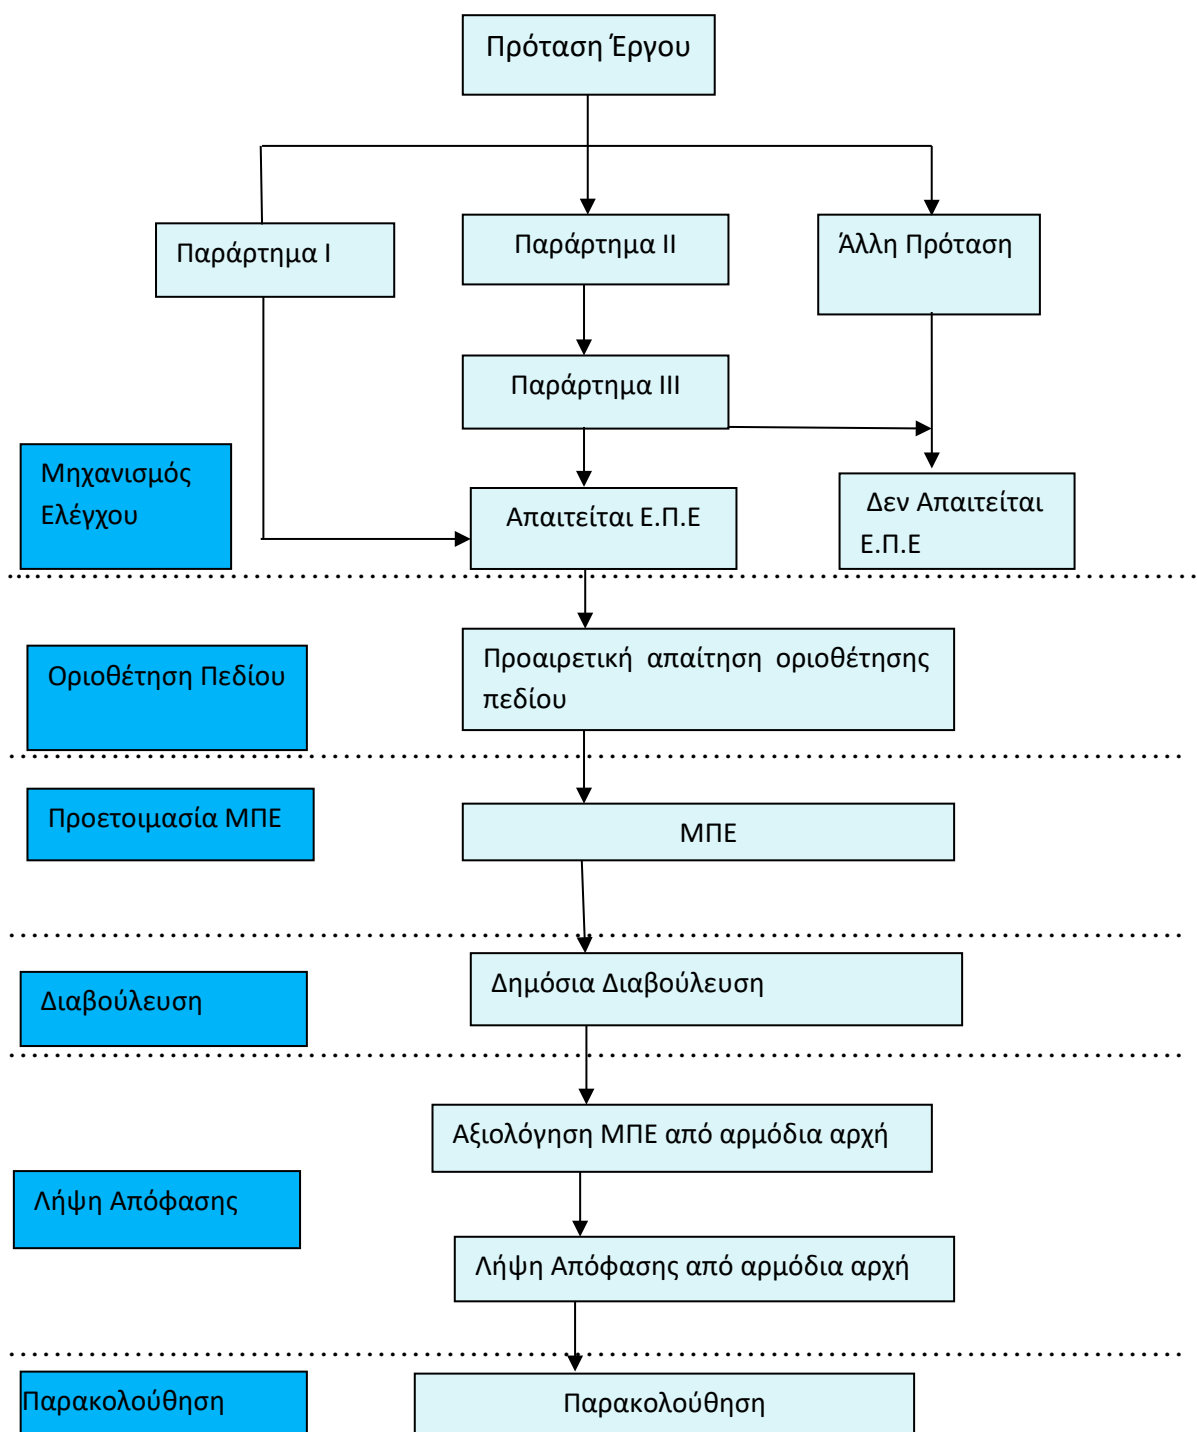 Πρόταση Έργου
Παράρτημα Ι
Παράρτημα ΙΙ
Άλλη Πρόταση
Παράρτημα ΙΙΙ
Μηχανισμός
Ελέγχου
Απαιτείται Ε.Π.Ε
Δεν Απαιτείται
Ε.Π.Ε
Οριοθέτηση Πεδίου
Προαιρετική απαίτηση οριοθέτησης
πεδίου
Προετοιμασία ΜΠΕ
ΜΠΕ
Διαβούλευση
Δημόσια Διαβούλευση
Αξιολόγηση ΜΠΕ από αρμόδια αρχή
Λήψη Απόφασης
Λήψη Απόφασης από αρμόδια αρχή
Παρακολούθηση
Παρακολούθηση